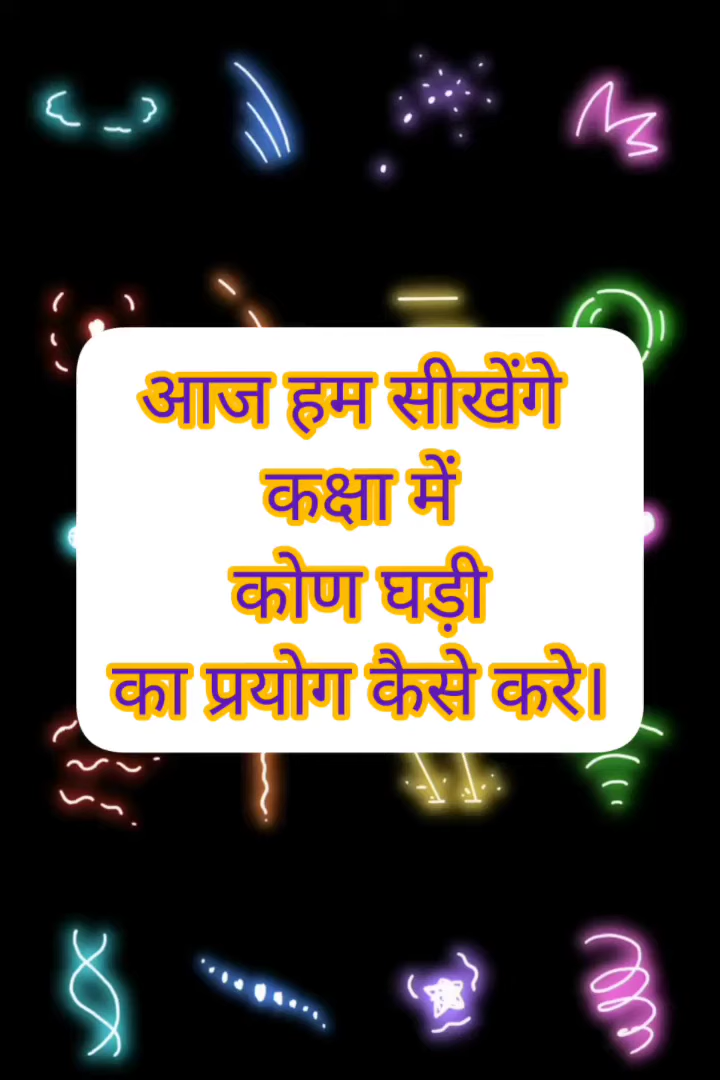 आज हम सीखेंगे
कक्षा में
कोण घड़ी
का प्रयोग कैसे करे।